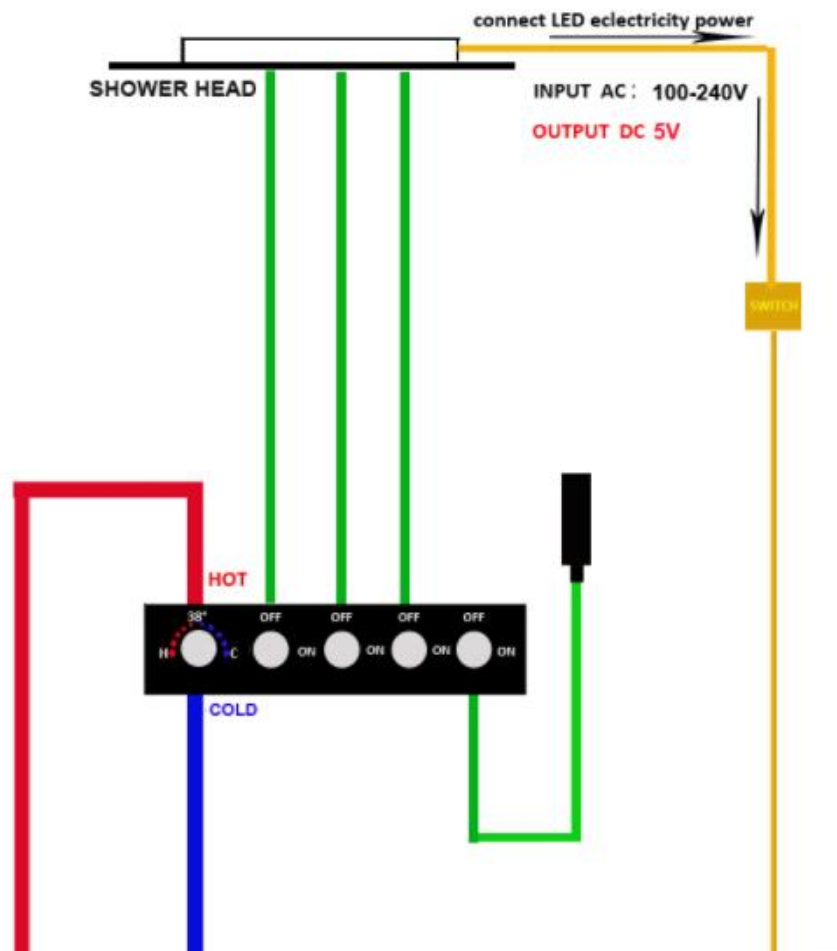 connect LED eclectricity power
SHOWER HEAD
INPUT AC: 100-240V
OUTPUT DC 5V
SWITCH
HOT
38° OFF OFF OFF OFF
H C ON ON ON ON
COLD